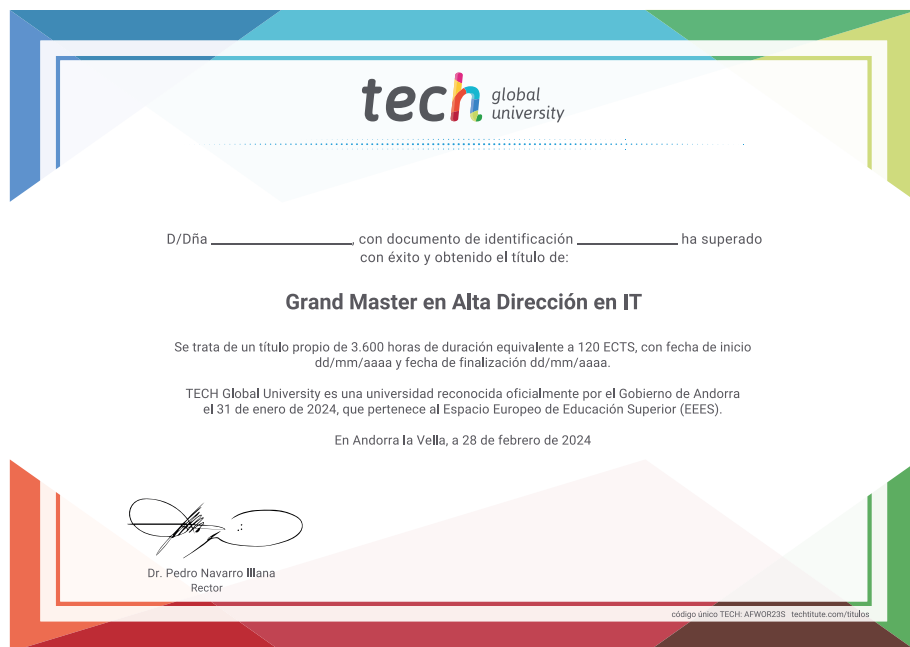 tech global
university
D/Dña ____________________, con documento de identificación ______________ ha superado
con éxito y obtenido el título de:
Grand Master en Alta Dirección en IT
Se trata de un título propio de 3.600 horas de duración equivalente a 120 ECTS, con fecha de inicio
dd/mm/aaaa y fecha de finalización dd/mm/aaaa.
TECH Global University es una universidad reconocida oficialmente por el Gobierno de Andorra
el 31 de enero de 2024, que pertenece al Espacio Europeo de Educación Superior (EEES).
En Andorra la Vella, a 28 de febrero de 2024
Dr. Pedro Navarro Illana
Rector
código único TECH: AFWOR23S techtitute.com/titulos